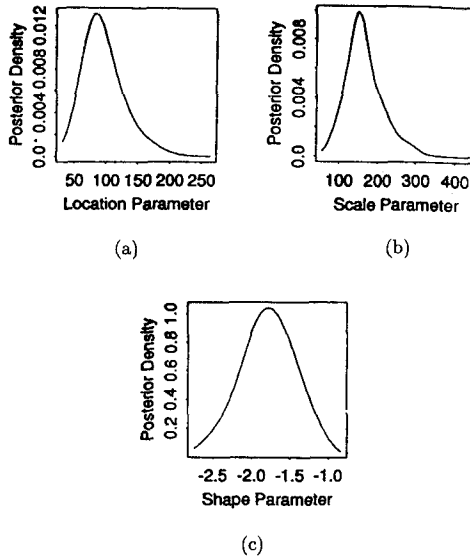 Posterior Density
0.0 0.004 0.008 0.012
50 100 150 200 250
Location Parameter
(a)
Posterior Density
0.0 0.004 0.008
100 200 300 400
Scale Parameter
(b)
Posterior Density
0.2 0.4 0.6 0.8 1.0
-2.5 -2.0 -1.5 -1.0
Shape Parameter
(c)